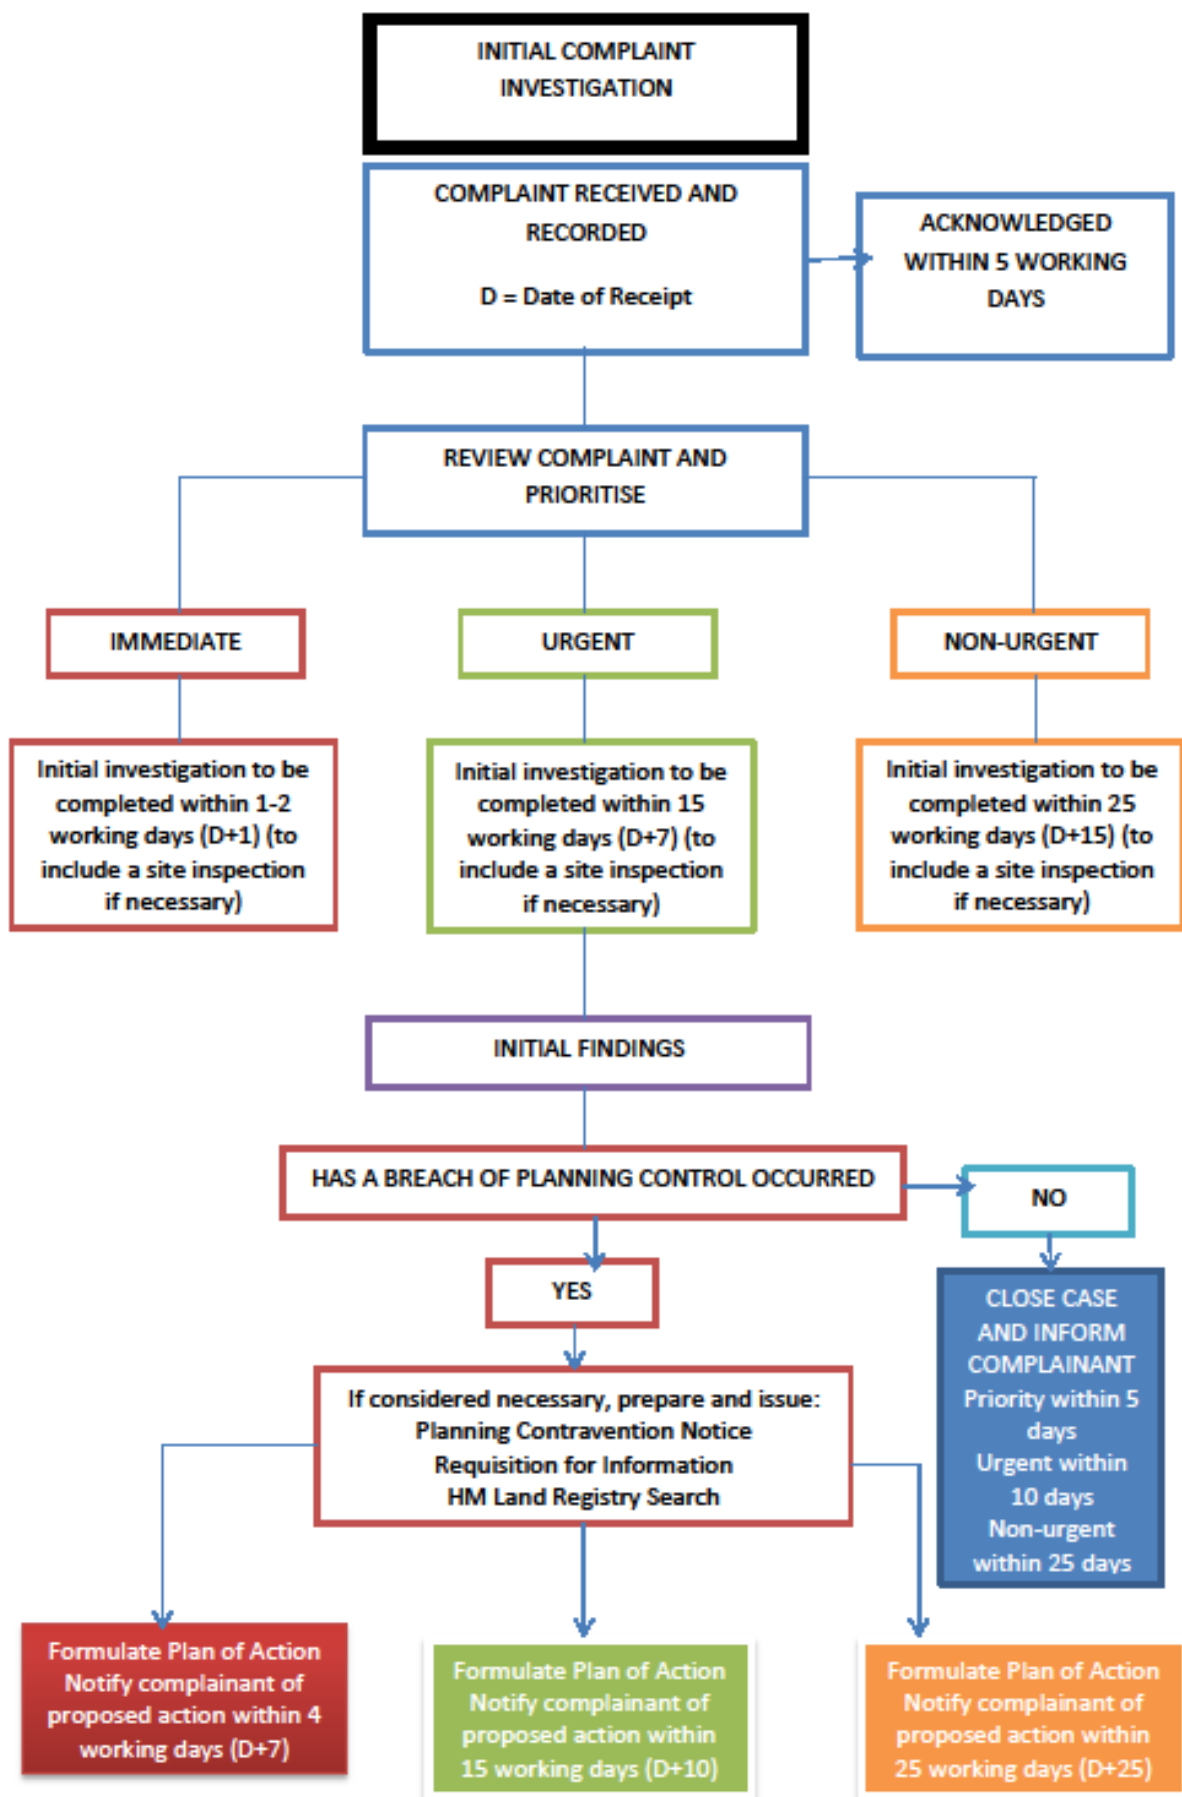 INITIAL COMPLAINT
INVESTIGATION
COMPLAINT RECEIVED AND
RECORDED
D = Date of Receipt
ACKNOWLEDGED
WITHIN 5 WORKING
DAYS
REVIEW COMPLAINT AND
PRIORITISE
IMMEDIATE
URGENT
NON-URGENT
Initial investigation to be
completed within 1-2
working days (D+1) (to
include a site inspection
if necessary)
Initial investigation to be
completed within 15
working days (D+7) (to
include a site inspection
if necessary)
Initial investigation to be
completed within 25
working days (D+15) (to
include a site inspection
if necessary)
INITIAL FINDINGS
HAS A BREACH OF PLANNING CONTROL OCCURRED
NO
YES
CLOSE CASE
AND INFORM
COMPLAINANT
Priority within 5
days
Urgent within
10 days
Non-urgent
within 25 days
If considered necessary, prepare and issue:
Planning Contravention Notice
Requisition for Information
HM Land Registry Search
Formulate Plan of Action
Notify complainant of
proposed action within 4
working days (D+7)
Formulate Plan of Action
Notify complainant of
proposed action within
15 working days (D+10)
Formulate Plan of Action
Notify complainant of
proposed action within
25 working days (D+25)